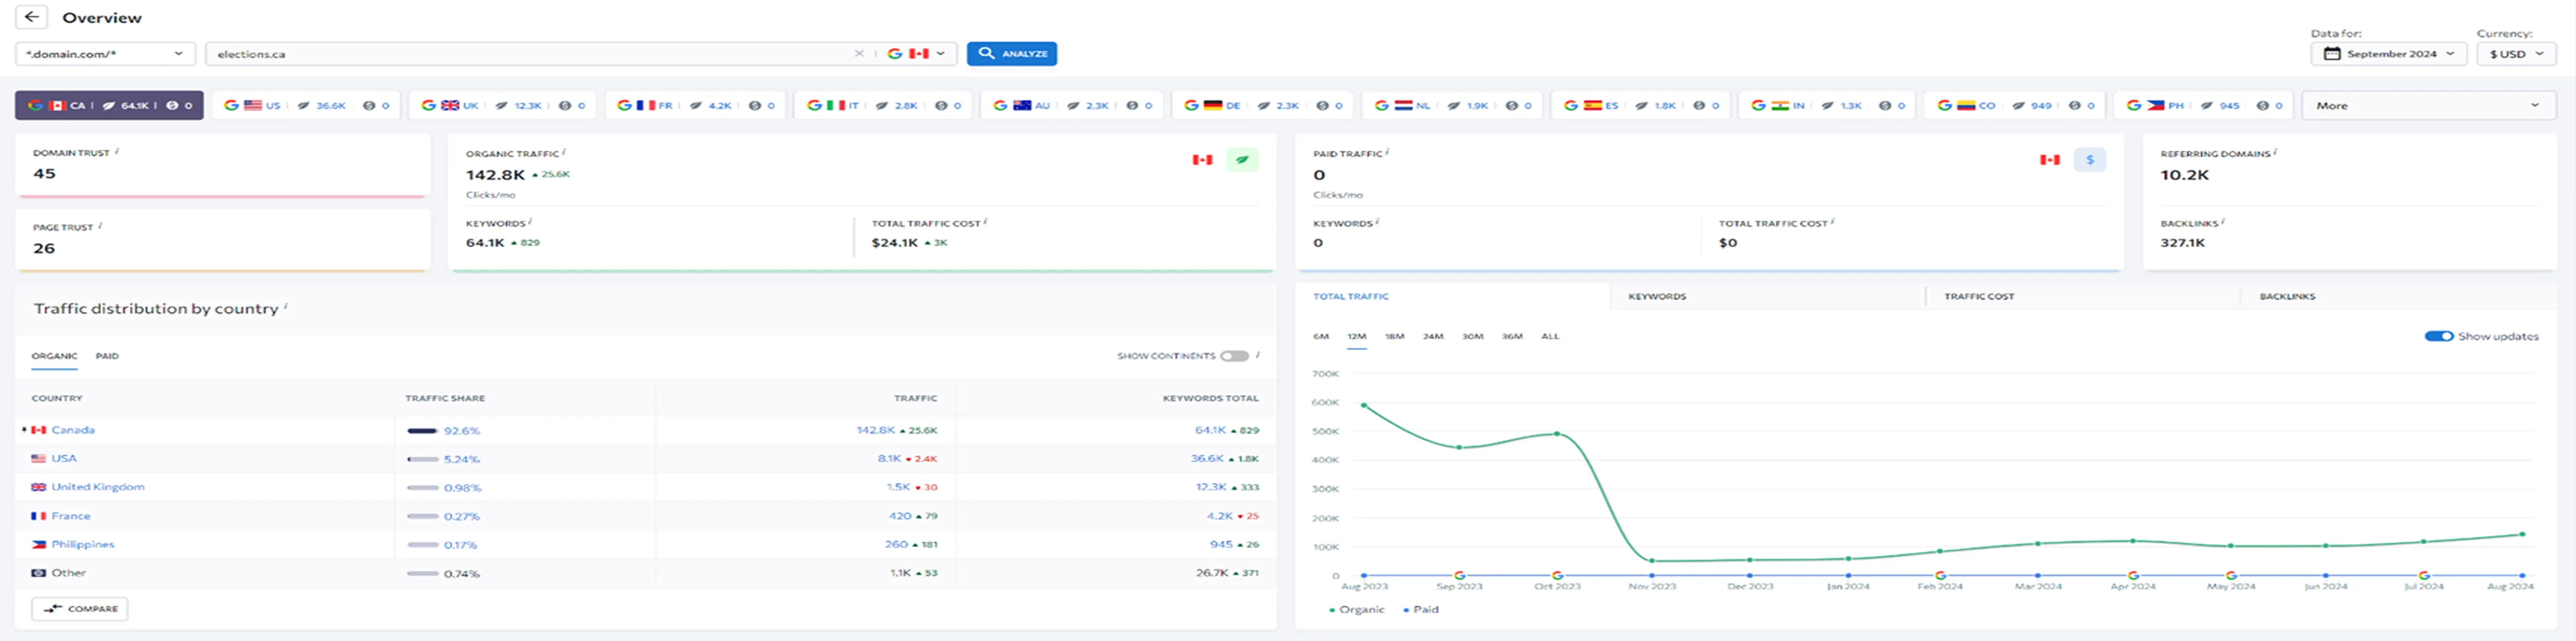 Overview
Data for: Currency:
*.domain.com/* elections.ca ANALYZE September 2024 $ USD
CA 64.1K 0 US 36.6K 0 UK 12.3K 0 FR 4.2K 0 IT 2.8K 0 AU 2.3K 0 DE 2.3K 0 NL 1.9K 0 ES 1.8K 0 IN 1.3K 0 CO 949 0 PH 945 0 More
DOMAIN TRUST i
45
PAGE TRUST i
26
ORGANIC TRAFFIC i
142.8K 25.6K
Clicks/mo
KEYWORDS i TOTAL TRAFFIC COST i
64.1K 829 $24.1K 3K
PAID TRAFFIC i $
0
Clicks/mo
KEYWORDS i TOTAL TRAFFIC COST i
0 $0
REFERRING DOMAINS i
10.2K
BACKLINKS i
327.1K
Traffic distribution by country i
ORGANIC PAID SHOW CONTINENTS i
COUNTRY TRAFFIC SHARE TRAFFIC KEYWORDS TOTAL
Canada 92.6% 142.8K 25.6K 64.1K 829
USA 5.24% 8.1K 2.4K 36.6K 1.8K
United Kingdom 0.98% 1.5K 30 12.3K 333
France 0.27% 420 79 4.2K 25
Philippines 0.17% 260 181 945 26
Other 0.74% 1.1K 53 26.7K 371
COMPARE
TOTAL TRAFFIC KEYWORDS TRAFFIC COST BACKLINKS
6M 12M 18M 24M 30M 36M ALL Show updates
700K
600K
500K
400K
300K
200K
100K
0
Aug 2023 Sep 2023 Oct 2023 Nov 2023 Dec 2023 Jan 2024 Feb 2024 Mar 2024 Apr 2024 May 2024 Jun 2024 Jul 2024 Aug 2024
Organic Paid